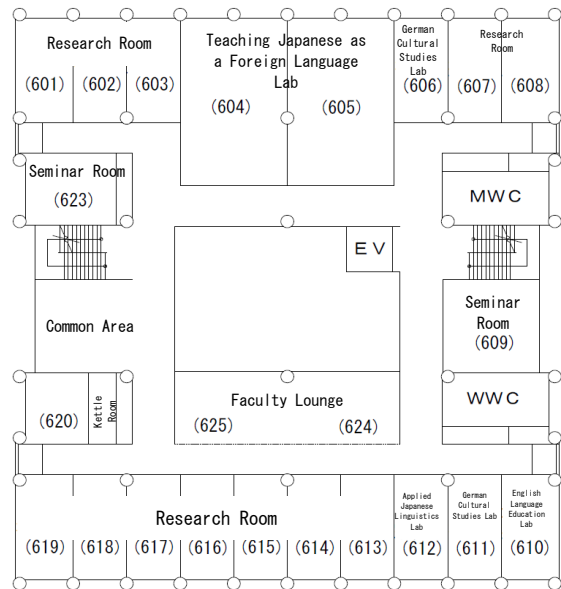 Research Room
(601)
(602)
(603)
Teaching Japanese as
a Foreign Language
Lab
(604)
(605)
German
Cultural
Studies
Lab
(606)
Research
Room
(607)
(608)
Seminar Room
(623)
MWC
EV
Common Area
Seminar
Room
(609)
(620)
Kettle
Room
Faculty Lounge
(625)
(624)
WWC
Research Room
(619)
(618)
(617)
(616)
(615)
(614)
(613)
Applied
Japanese
Linguistics
Lab
(612)
German
Cultural
Studies Lab
(611)
English
Language
Education
Lab
(610)